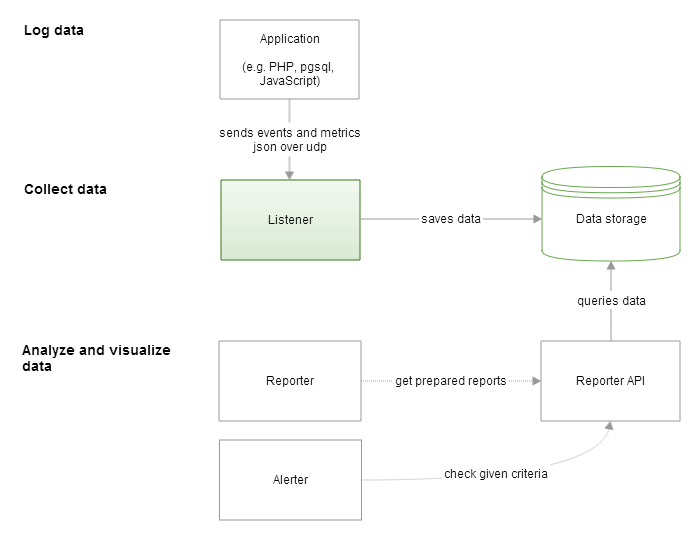 Log data
Application
(e.g. PHP, pgsql,
JavaScript)
sends events and metrics
json over udp
Collect data
Listener
saves data
Data storage
queries data
Analyze and visualize
data
Reporter
get prepared reports
Reporter API
Alerter
check given criteria